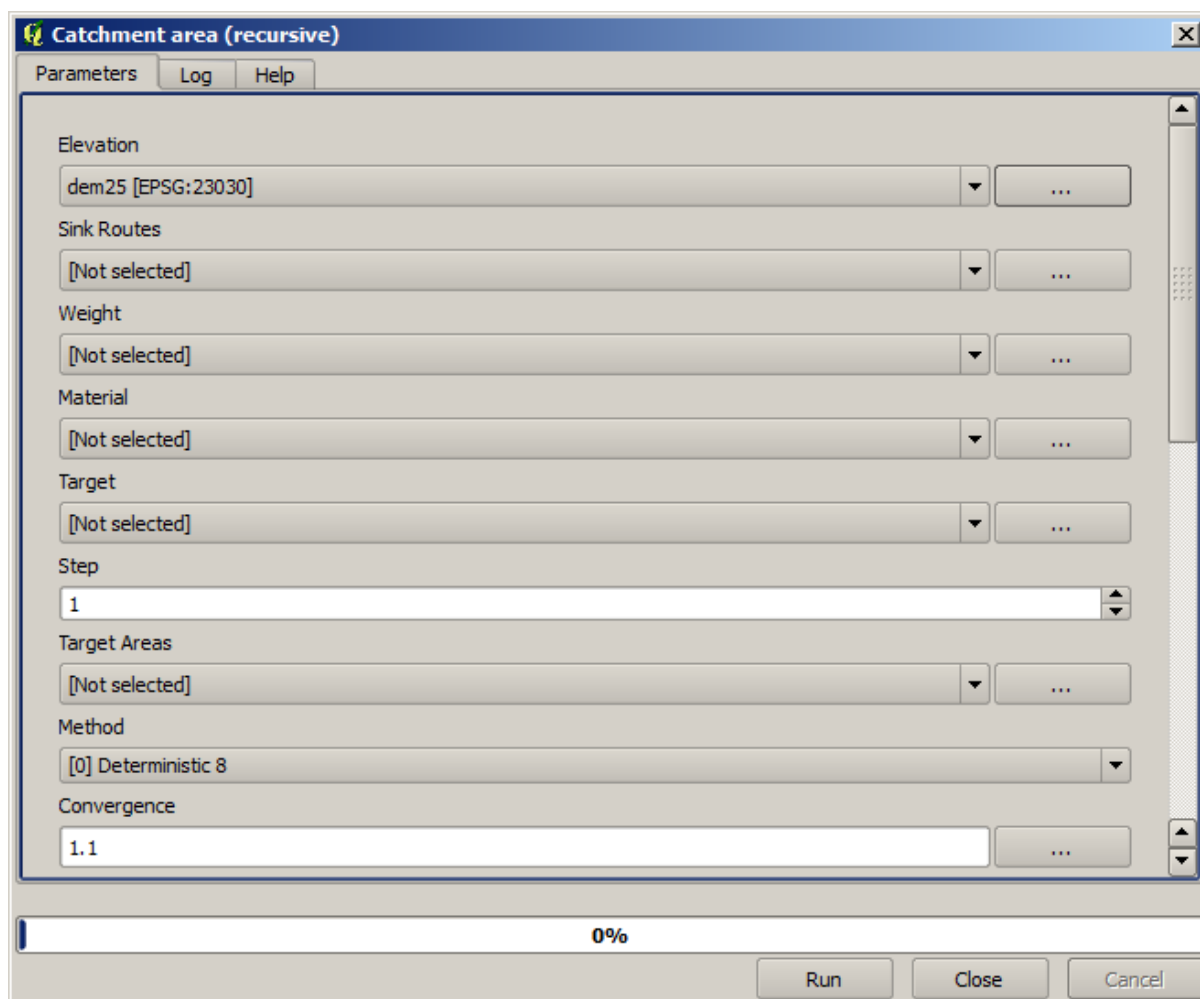 Catchment area (recursive)
Parameters Log Help
Elevation
dem25 [EPSG:23030] ...
Sink Routes
[Not selected] ...
Weight
[Not selected] ...
Material
[Not selected] ...
Target
[Not selected] ...
Step
1
Target Areas
[Not selected] ...
Method
[0] Deterministic 8
Convergence
1.1 ...
0%
Run Close Cancel